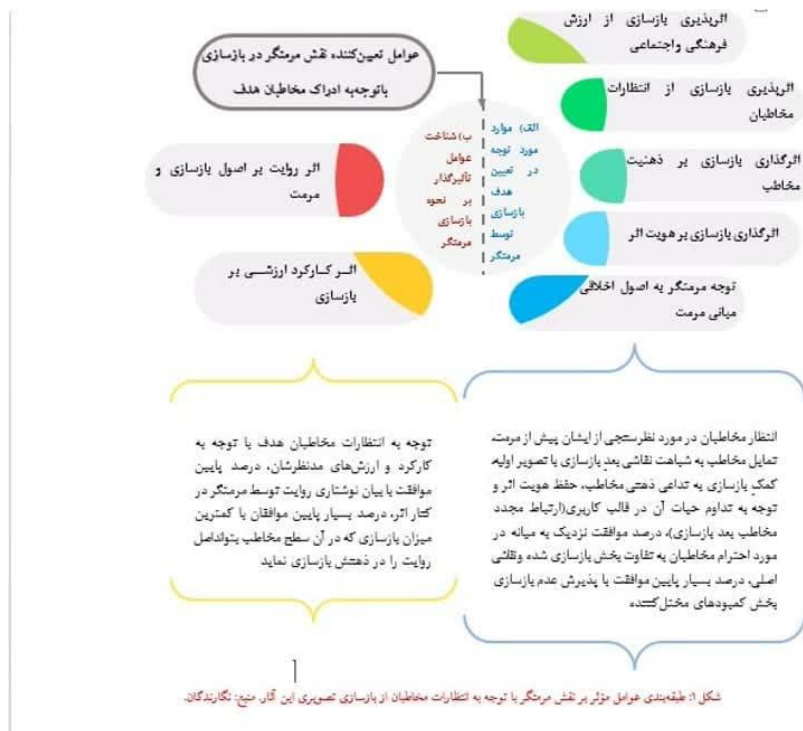 عوامل تعیین‌کننده نقش مرمتگر در بازسازی
باتوجه‌به ادراک مخاطبان هدف
اثرپذیری بازسازی از ارزش
فرهنگی واجتماعی
اثرپذیری بازسازی از انتظارات
مخاطبان
اثرگذاری بازسازی بر ذهنیت
مخاطب
اثرگذاری بازسازی بر هویت اثر
توجه مرمتگر به اصول اخلاقی
مبانی مرمت
الف) موارد
مورد توجه
در تعیین
هدف
بازسازی
توسط
مرمتگر
ب) شناخت
عوامل
تأثیرگذار
بر نحوه
بازسازی
مرمتگر
اثر روایت بر اصول بازسازی و
مرمت
اثر کارکرد ارزشی بر
بازسازی
انتظار مخاطبان در مورد نظرسنجی از ایشان پیش از مرمت،
تمایل مخاطب به شباهت نقاشی بعد بازسازی با تصویر اولیه،
کمک بازسازی به تداعی ذهنی مخاطب، حفظ هویت اثر و
توجه به تداوم حیات آن در قالب کاربری(ارتباط مجدد
مخاطب بعد بازسازی)، درصد موافقت نزدیک به میانه در
مورد احترام مخاطبان به تفاوت بخش بازسازی شده ونقاشی
اصلی، درصد بسیار پایین موافقت با پذیرش عدم بازسازی
بخش کمبودهای مختل‌کننده
توجه به انتظارات مخاطبان هدف با توجه به
کارکرد و ارزش‌های مدنظرشان، درصد پایین
موافقت با بیان نوشتاری روایت توسط مرمتگر در
کنار اثر، درصد بسیار پایین موافقان با کمترین
میزان بازسازی که در آن سطح مخاطب بتوانداصل
روایت را در ذهنش بازسازی نماید
شکل ۱: طبقه‌بندی عوامل مؤثر بر نقش مرمتگر با توجه به انتظارات مخاطبان از بازسازی تصویری این آثار. منبع: نگارندگان.